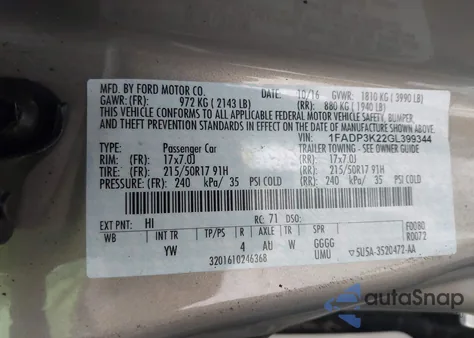 MFD. BY FORD MOTOR CO. DATE: 10/16 GVWR: 1810 KG ( 3990 LB)
GAWR: (FR): 972 KG ( 2143 LB) (RR): 880 KG ( 1940 LB)
THIS VEHICLE CONFORMS TO ALL APPLICABLE FEDERAL MOTOR VEHICLE SAFETY, BUMPER,
AND THEFT PREVENTION STANDARDS IN EFFECT ON THE DATE OF MANUFACTURE SHOWN ABOVE.
VIN: 1FADP3K22GL399344
TYPE: Passenger Car TRAILER TOWING - SEE OWNER GUIDE
RIM: (FR): 17x7.0J (RR): 17x7.0J
TIRE: (FR): 215/50R17 91H (RR): 215/50R17 91H
PRESSURE: (FR): 240 kPa/ 35 PSI COLD (RR): 240 kPa/ 35 PSI COLD
EXT PNT: HI RC: 71 DSO: F0080
WB TP/PS R AXLE TR SPR R0072
YW 4 AU W GGGG
UMU 5U5A-3520472-AA
3201610246368
autoSnap